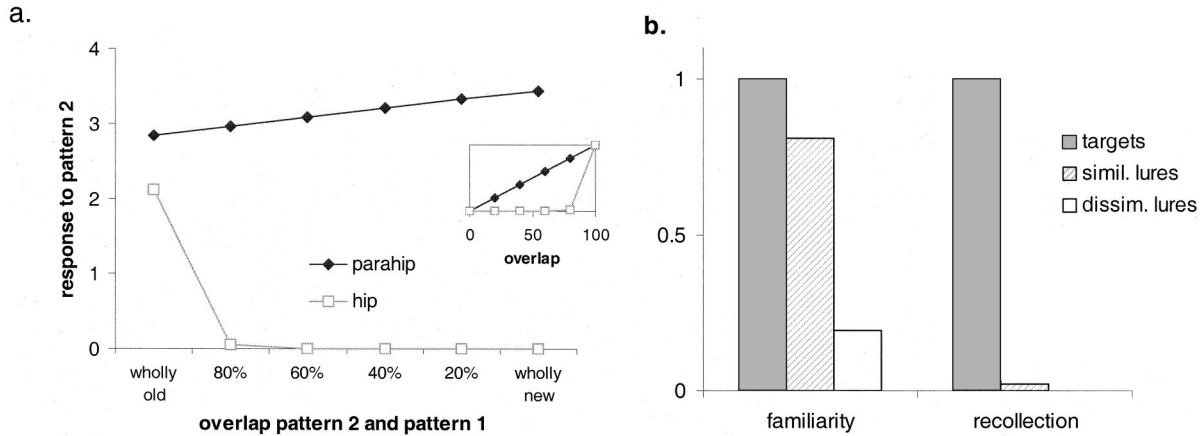 a.
4
3
2
1
0
response to pattern 2
parahip
hip
0 50 100
overlap
wholly old
80%
60%
40%
20%
wholly new
overlap pattern 2 and pattern 1
b.
1
0.5
0
targets
simil. lures
dissim. lures
familiarity
recollection